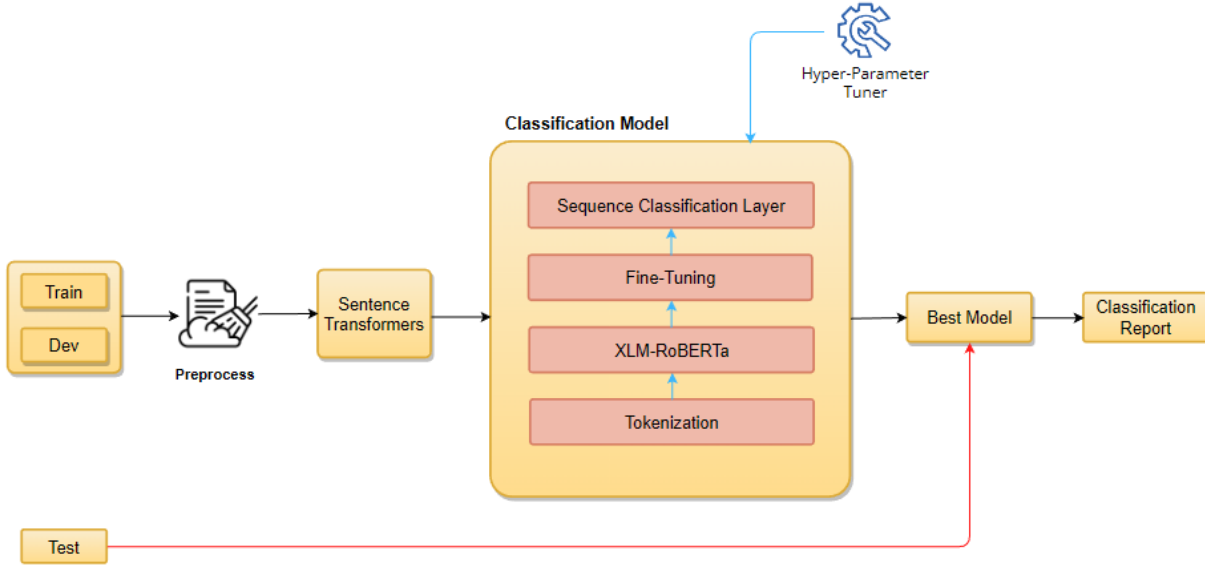 Hyper-Parameter
Tuner
Classification Model
Sequence Classification Layer
Fine-Tuning
XLM-RoBERTa
Tokenization
Train
Dev
Preprocess
Sentence
Transformers
Best Model
Classification
Report
Test